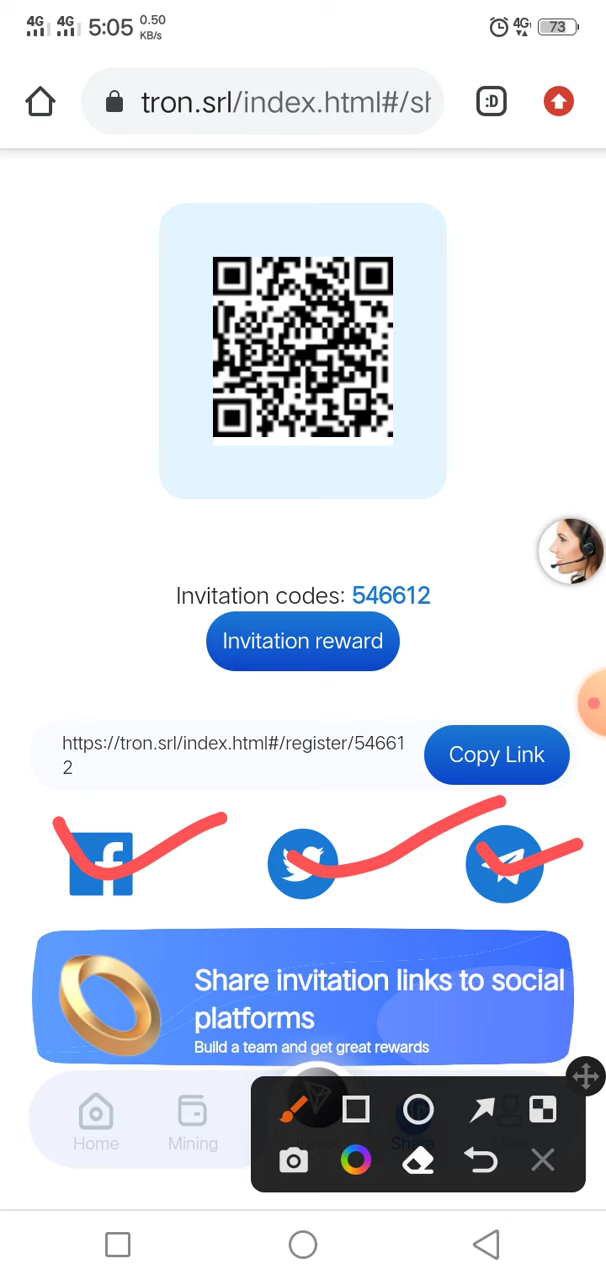 4G 4G 5:05 0.50 KB/s 4G 73
tron.srl/index.html#/sh
:D
Invitation codes: 546612
Invitation reward
https://tron.srl/index.html#/register/54661
2
Copy Link
Share invitation links to social
platforms
Build a team and get great rewards
Home Mining Share